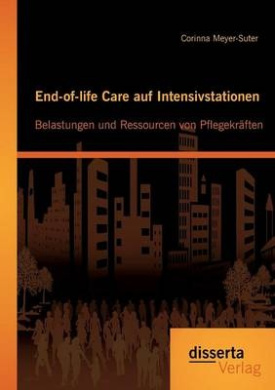 Corinna Meyer-Suter
End-of-life Care auf Intensivstationen
Belastungen und Ressourcen von Pflegekräften
disserta
Verlag